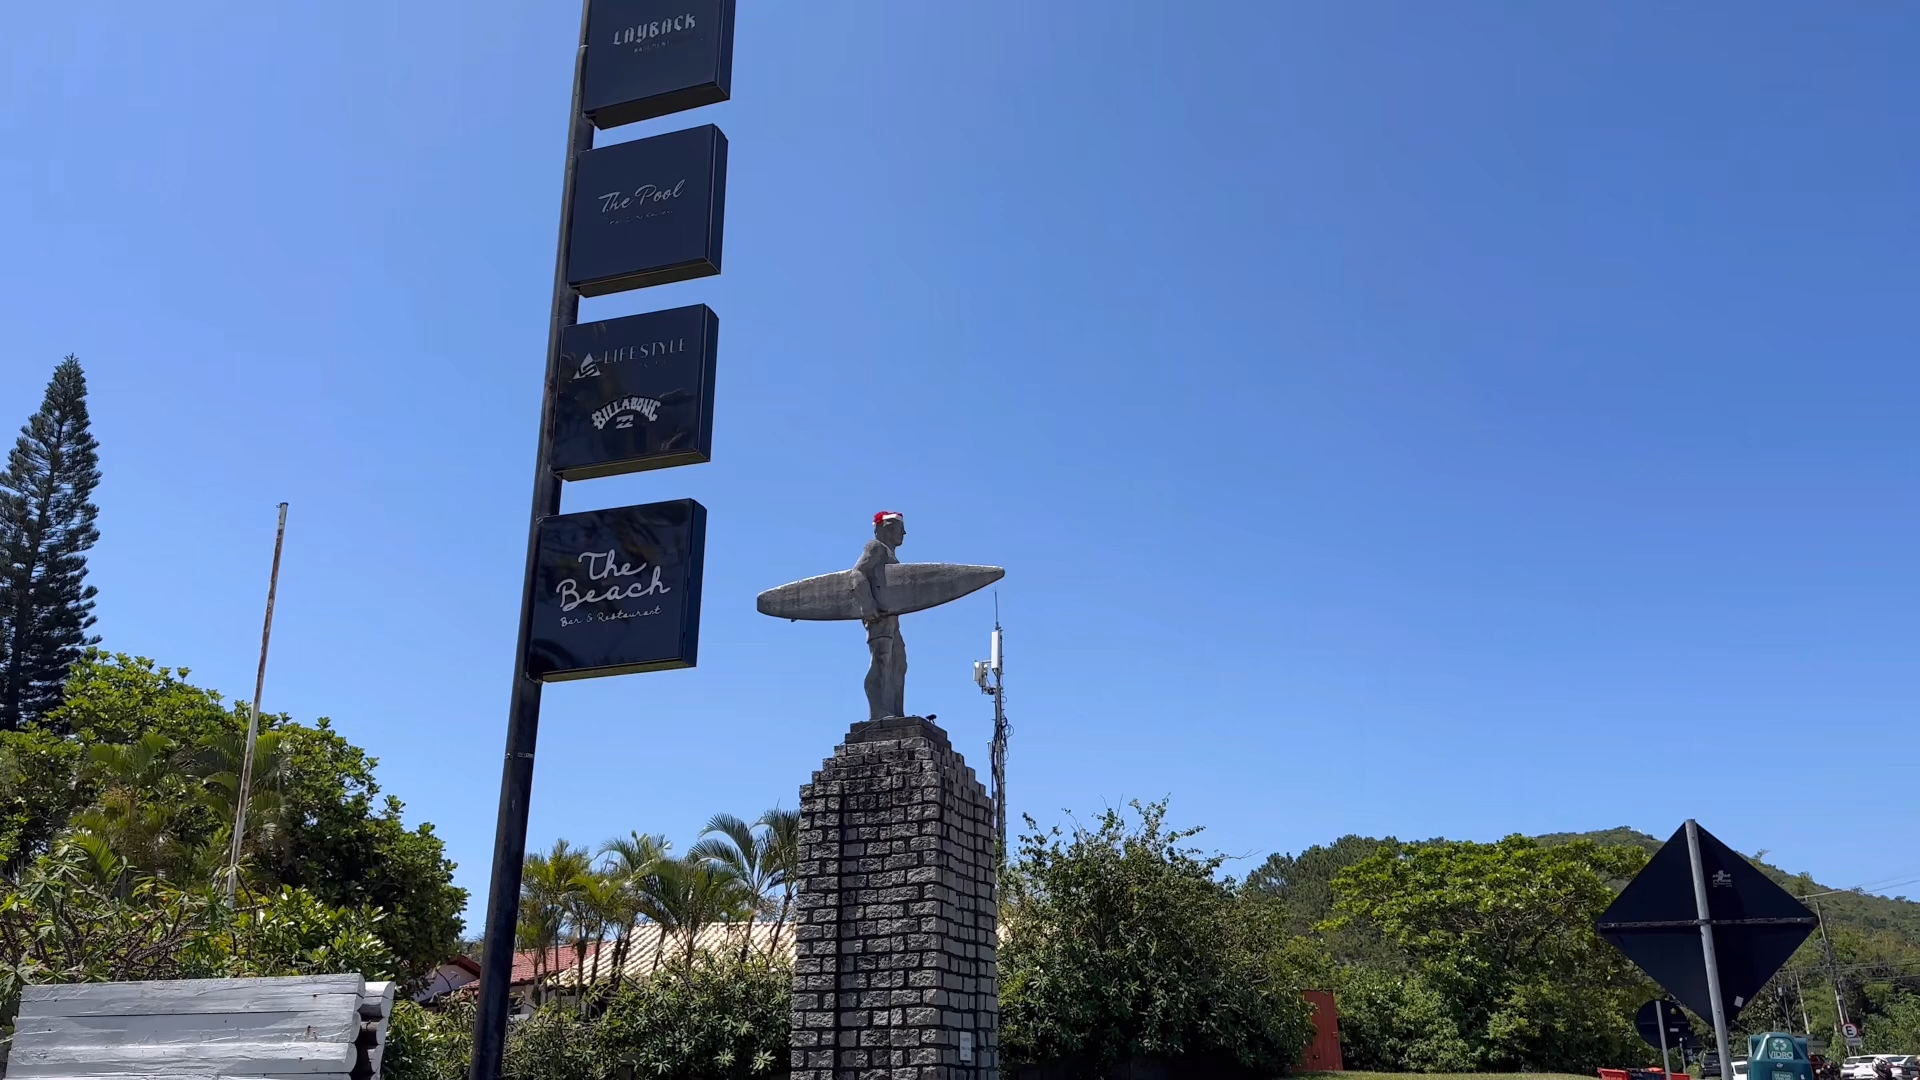 LAYBACK
The Pool
LIFESTYLE
BILLABONG
The
Beach
Bar & Restaurant
VIDRO
E